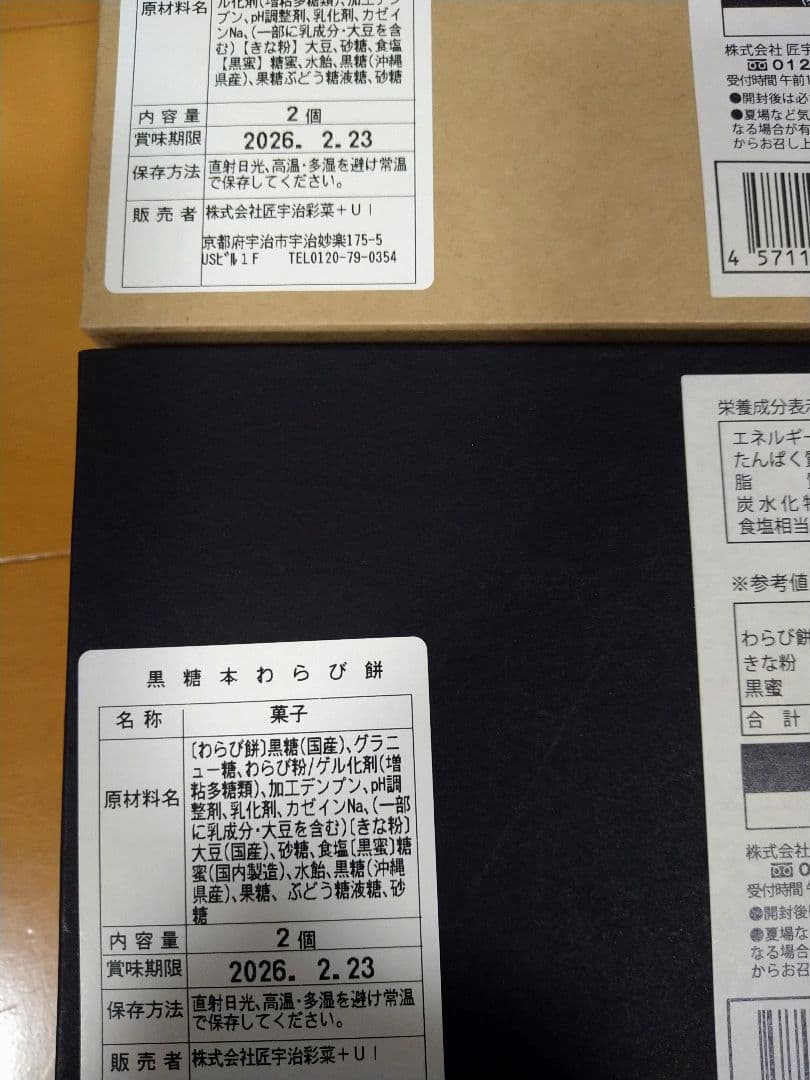 原材料名
ル化剤(増粘多糖類)、加工デン
プン、pH調整剤、乳化剤、カゼイ
ンNa、(一部に乳成分・大豆を含
む)【きな粉】大豆、砂糖、食塩
【黒蜜】糖蜜、水飴、黒糖(沖縄
県産)、果糖ぶどう糖液糖、砂糖
内容量 2個
賞味期限 2026. 2.23
保存方法 直射日光、高温・多湿を避け常温
で保存してください。
販売者 株式会社匠宇治彩菜+UI
京都府宇治市宇治妙楽175-5
USビル1F TEL0120-79-0354
株式会社 匠宇
012
受付時間 午前1
●開封後は必
●夏場など気
なる場合が有
からお召し上
4 5711
栄養成分表示
エネルギー
たんぱく質
脂 質
炭水化物
食塩相当
※参考値
わらび餅
きな粉
黒蜜
合計
株式会社
0
受付時間 午
●開封後
●夏場な
なる場合
からお召
黒糖本わらび餅
名称 菓子
原材料名 〔わらび餅〕黒糖(国産)、グラニ
ュー糖、わらび粉/ゲル化剤(増
粘多糖類)、加工デンプン、pH調
整剤、乳化剤、カゼインNa、(一部
に乳成分・大豆を含む)〔きな粉〕
大豆(国産)、砂糖、食塩〔黒蜜〕糖
蜜(国内製造)、水飴、黒糖(沖縄
県産)、果糖、ぶどう糖液糖、砂
糖
内容量 2個
賞味期限 2026. 2.23
保存方法 直射日光、高温・多湿を避け常温
で保存してください。
販売者 株式会社匠宇治彩菜+UI